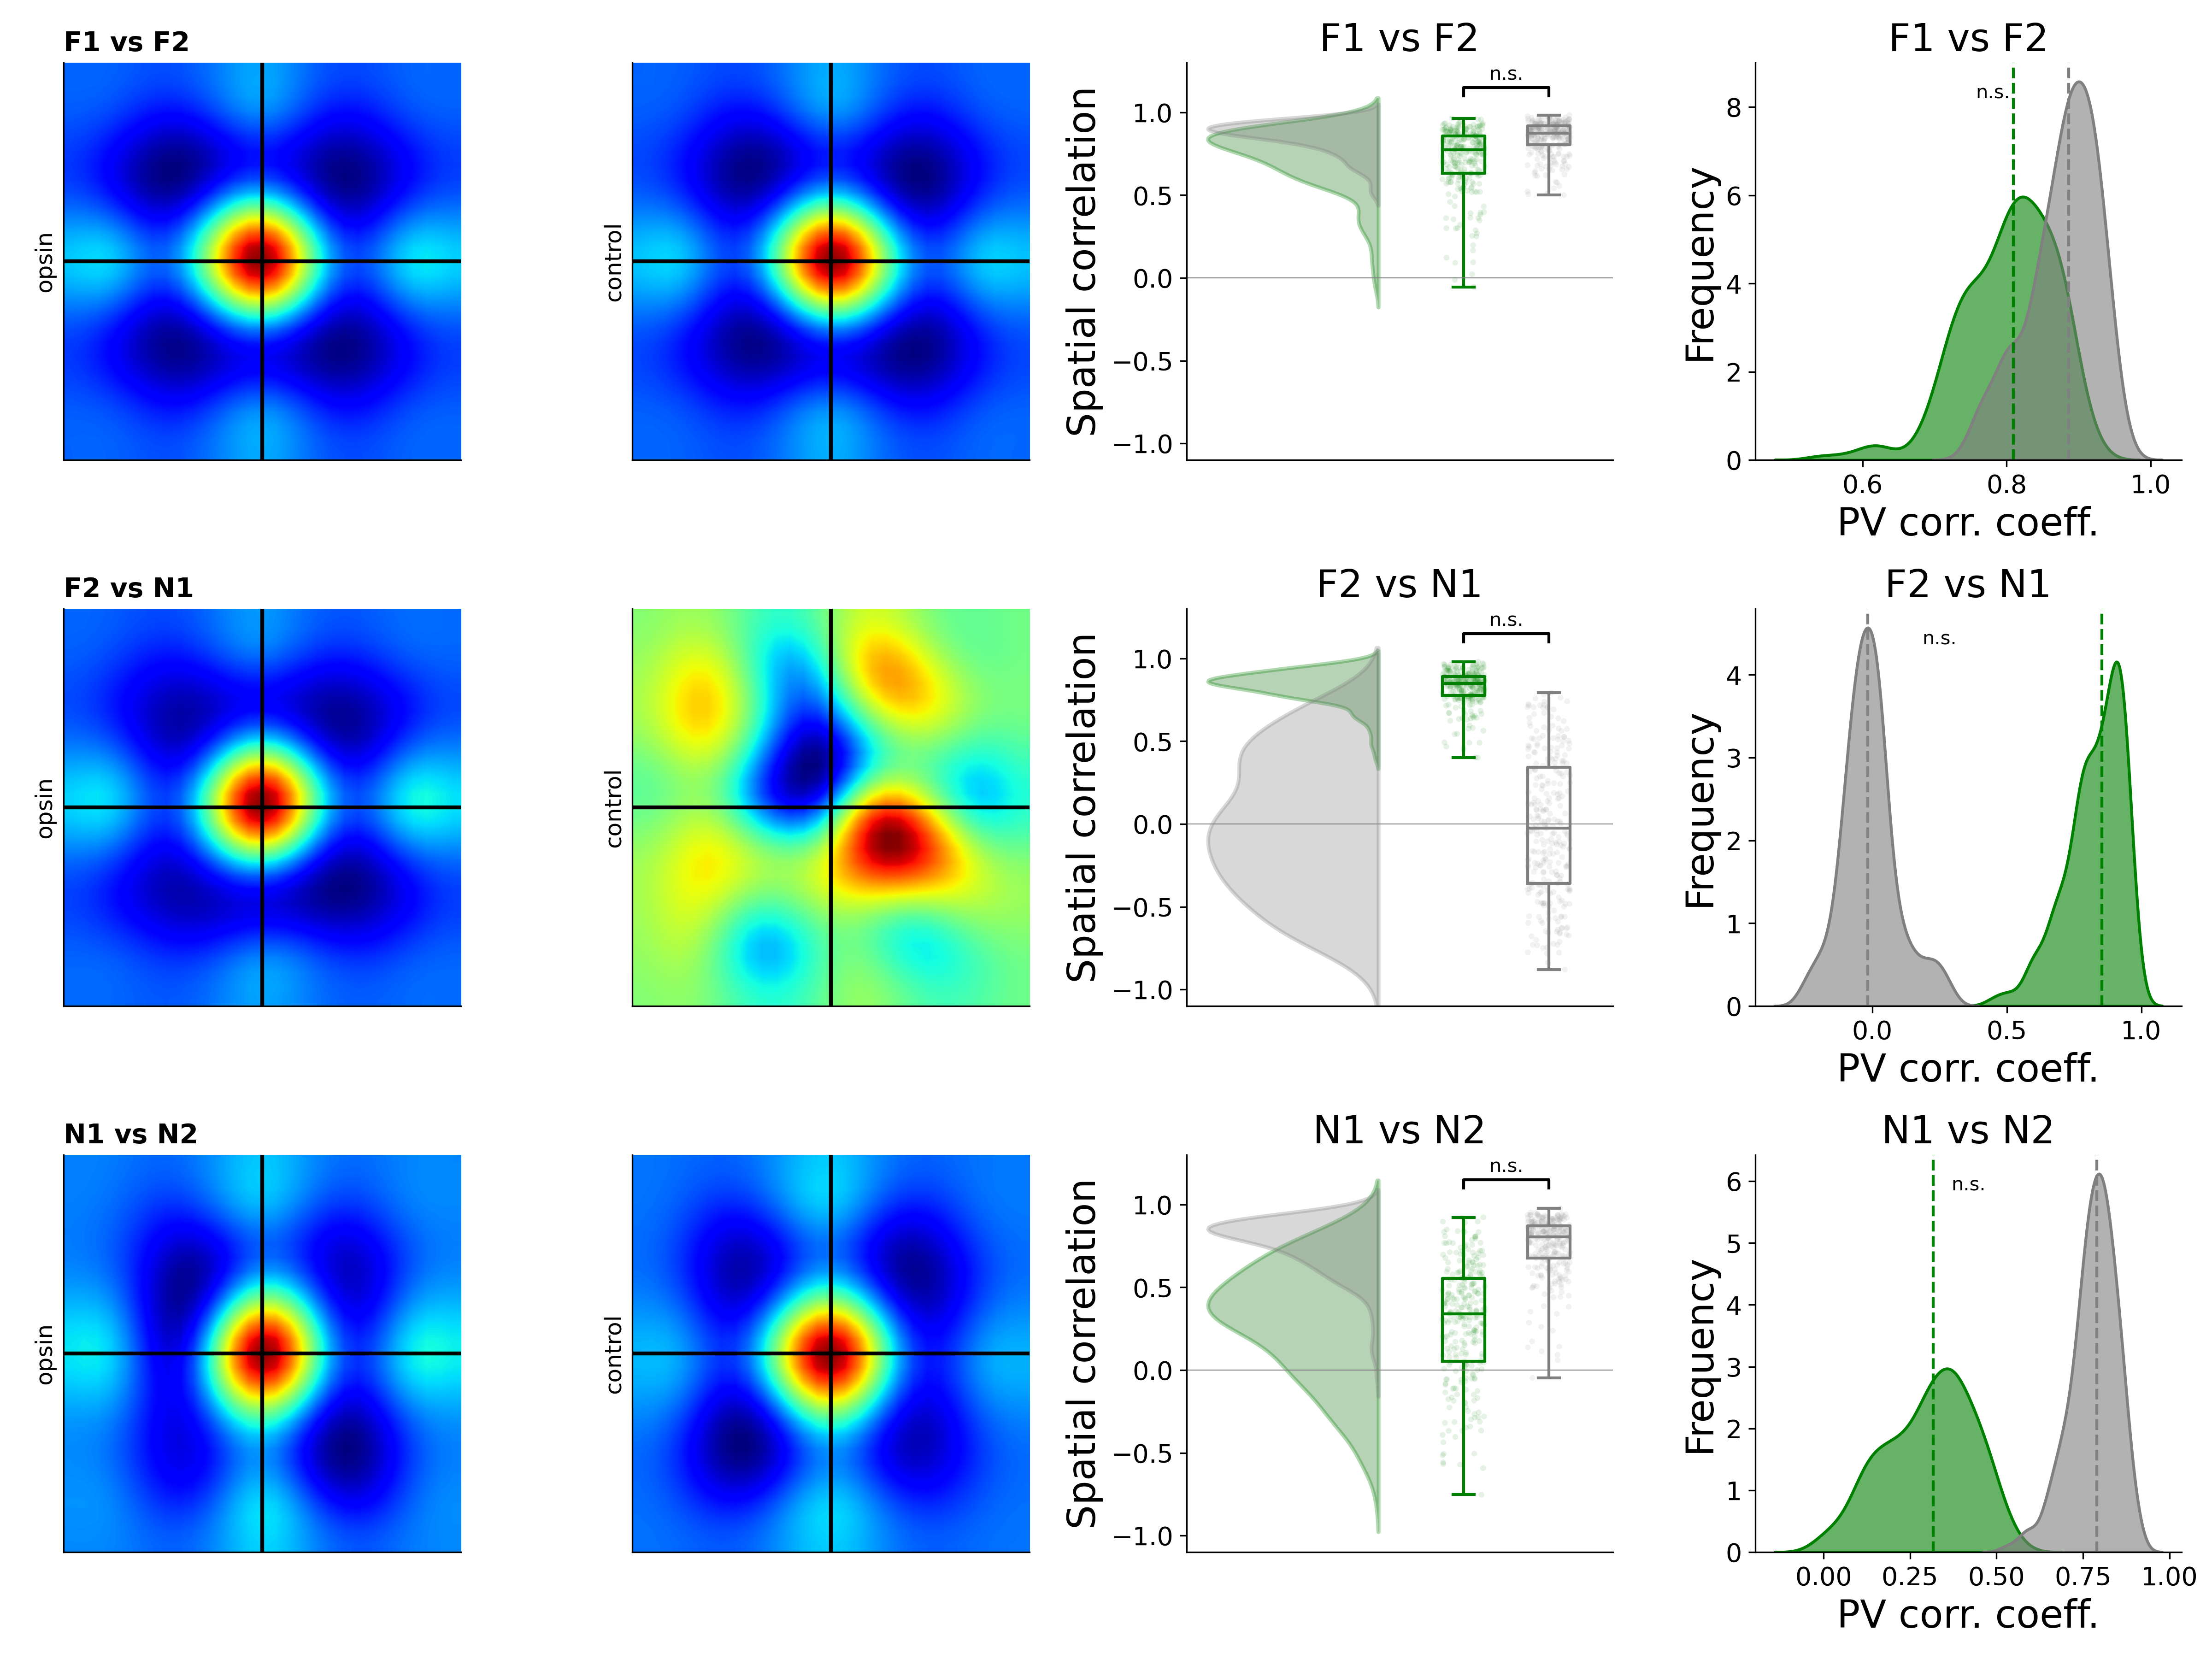 F1 vs F2
opsin
control
F1 vs F2
n.s.
Spatial correlation
1.0
0.5
0.0
−0.5
−1.0
F1 vs F2
n.s.
Frequency
8
6
4
2
0
0.6 0.8 1.0
PV corr. coeff.
F2 vs N1
opsin
control
F2 vs N1
n.s.
Spatial correlation
1.0
0.5
0.0
−0.5
−1.0
F2 vs N1
n.s.
Frequency
4
3
2
1
0
0.0 0.5 1.0
PV corr. coeff.
N1 vs N2
opsin
control
N1 vs N2
n.s.
Spatial correlation
1.0
0.5
0.0
−0.5
−1.0
N1 vs N2
n.s.
Frequency
6
5
4
3
2
1
0
0.00 0.25 0.50 0.75 1.00
PV corr. coeff.